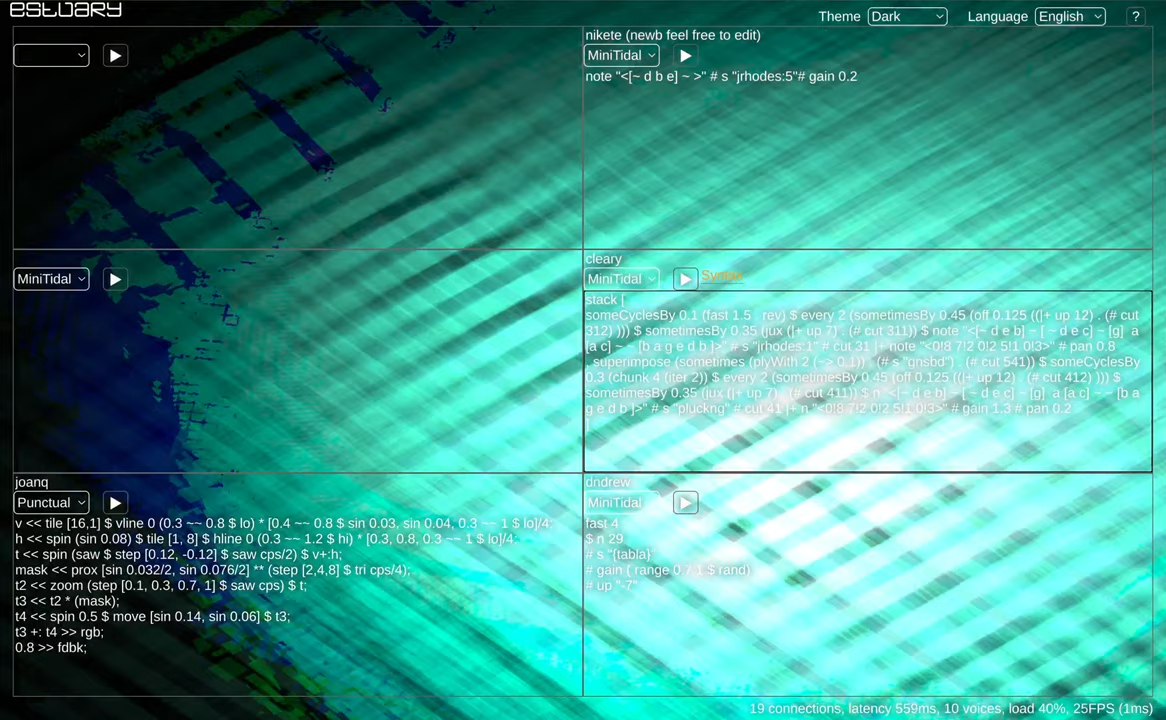 estuary
Theme Dark Language English ?
nikete (newb feel free to edit)
MiniTidal
note "<[~ d b e] ~ >" # s "jrhodes:5"# gain 0.2
MiniTidal
cleary
MiniTidal Syntax
stack [
someCyclesBy 0.1 (fast 1.5 . rev) $ every 2 (sometimesBy 0.45 (off 0.125 ((|+ up 12) . (# cut
312) ))) $ sometimesBy 0.35 (jux (|+ up 7) . (# cut 311)) $ note "<[~ d e b] ~ [ ~ d e c] ~ [g] a
[a c] ~ ~ [b a g e d b ]>" # s "jrhodes:1" # cut 31 |+ note "<0!8 7!2 0!2 5!1 0!3>" # pan 0.8
, superimpose (sometimes (plyWith 2 (~> 0.1)) . (# s "gnsbd") . (# cut 541)) $ someCyclesBy
0.3 (chunk 4 (iter 2)) $ every 2 (sometimesBy 0.45 (off 0.125 ((|+ up 12) . (# cut 412) ))) $
sometimesBy 0.35 (jux (|+ up 7) . (# cut 411)) $ n "<[~ d e b] ~ [ ~ d e c] ~ [g] a [a c] ~ ~ [b a
g e d b ]>" # s "pluckng" # cut 41 |+ n "<0!8 7!2 0!2 5!1 0!3>" # gain 1.3 # pan 0.2
joanq
Punctual
v << tile [16,1] $ vline 0 (0.3 ~~ 0.8 $ lo) * [0.4 ~~ 0.8 $ sin 0.03, sin 0.04, 0.3 ~~ 1 $ lo]/4;
h << spin (sin 0.08) $ tile [1, 8] $ hline 0 (0.3 ~~ 1.2 $ hi) * [0.3, 0.8, 0.3 ~~ 1 $ lo]/4;
t << spin (saw $ step [0.12, -0.12] $ saw cps/2) $ v+:h;
mask << prox [sin 0.032/2, sin 0.076/2] ** (step [2,4,8] $ tri cps/4);
t2 << zoom (step [0.1, 0.3, 0.7, 1] $ saw cps) $ t;
t3 << t2 * (mask);
t4 << spin 0.5 $ move [sin 0.14, sin 0.06] $ t3;
t3 +: t4 >> rgb;
0.8 >> fdbk;
dndrew
MiniTidal
fast 4
$ n 29
# s "{tabla}"
# gain ( range 0.7 1 $ rand)
# up "-7"
19 connections, latency 559ms, 10 voices, load 40%, 25FPS (1ms)